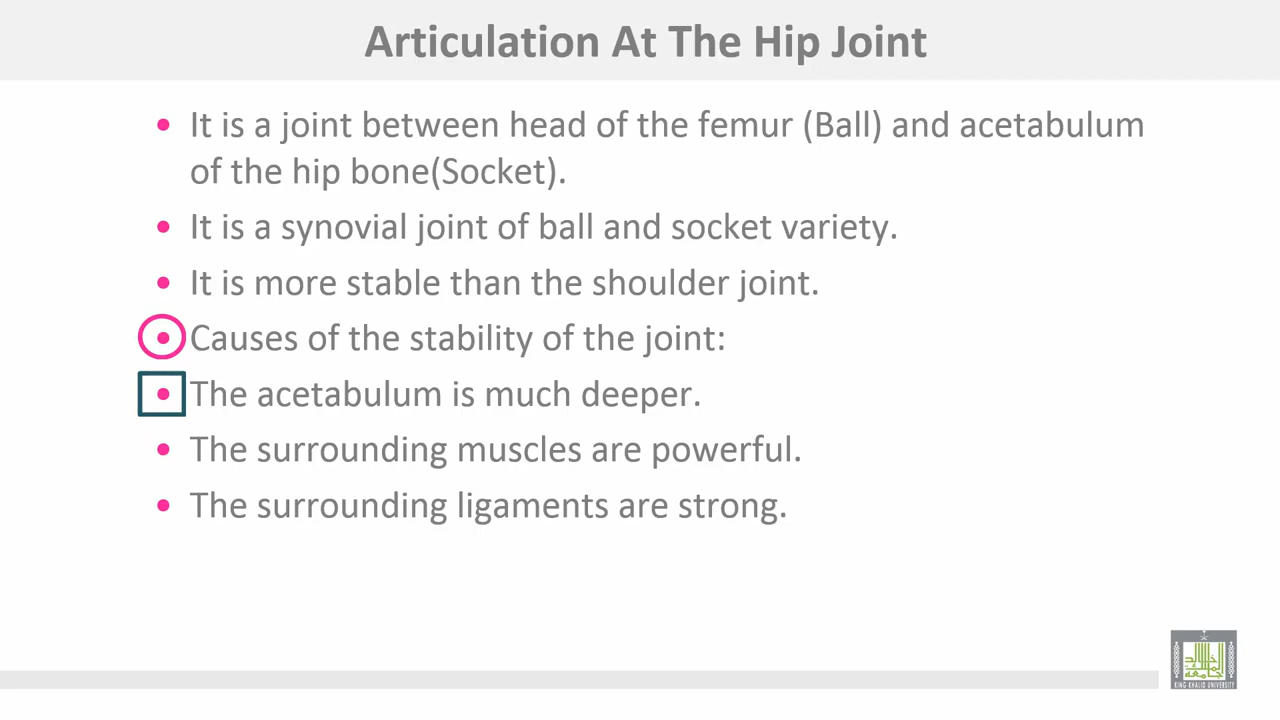 Articulation At The Hip Joint
• It is a joint between head of the femur (Ball) and acetabulum
of the hip bone(Socket).
• It is a synovial joint of ball and socket variety.
• It is more stable than the shoulder joint.
• Causes of the stability of the joint:
• The acetabulum is much deeper.
• The surrounding muscles are powerful.
• The surrounding ligaments are strong.
KING KHALID UNIVERSITY